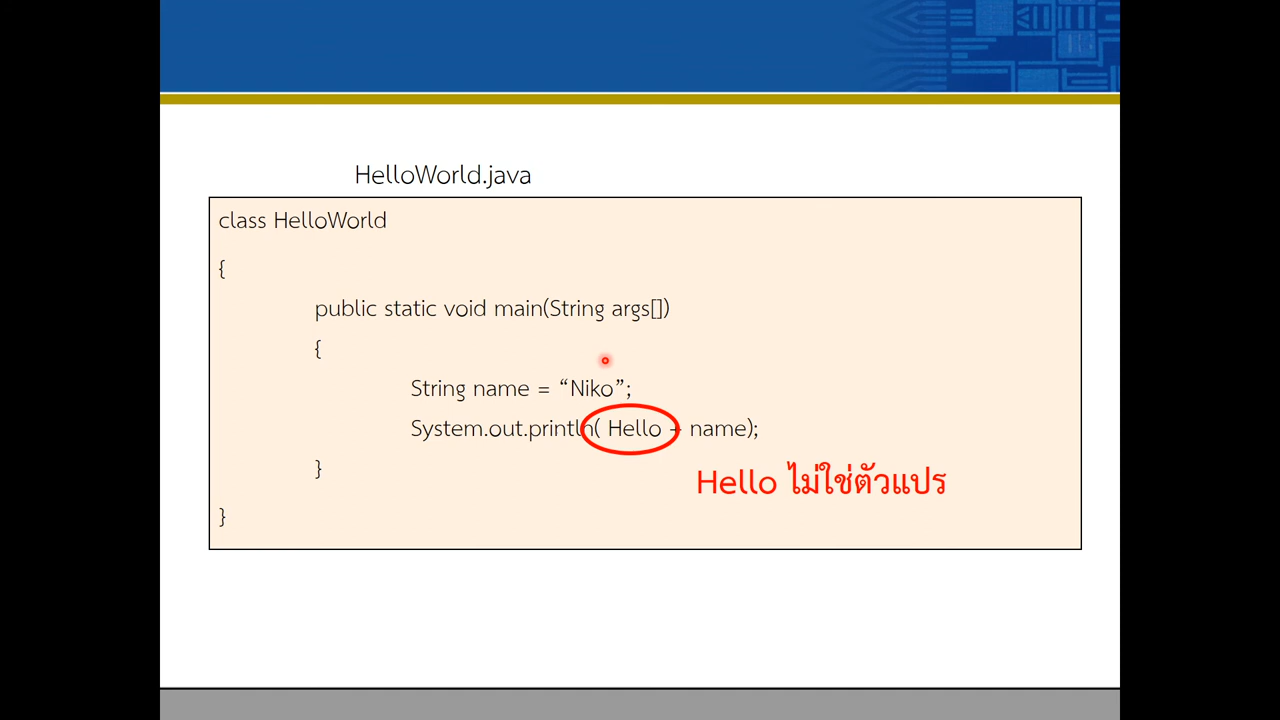 HelloWorld.java
class HelloWorld
{
public static void main(String args[])
{
String name = “Niko”;
System.out.println( Hello + name);
}
Hello ไม่ใช่ตัวแปร
}